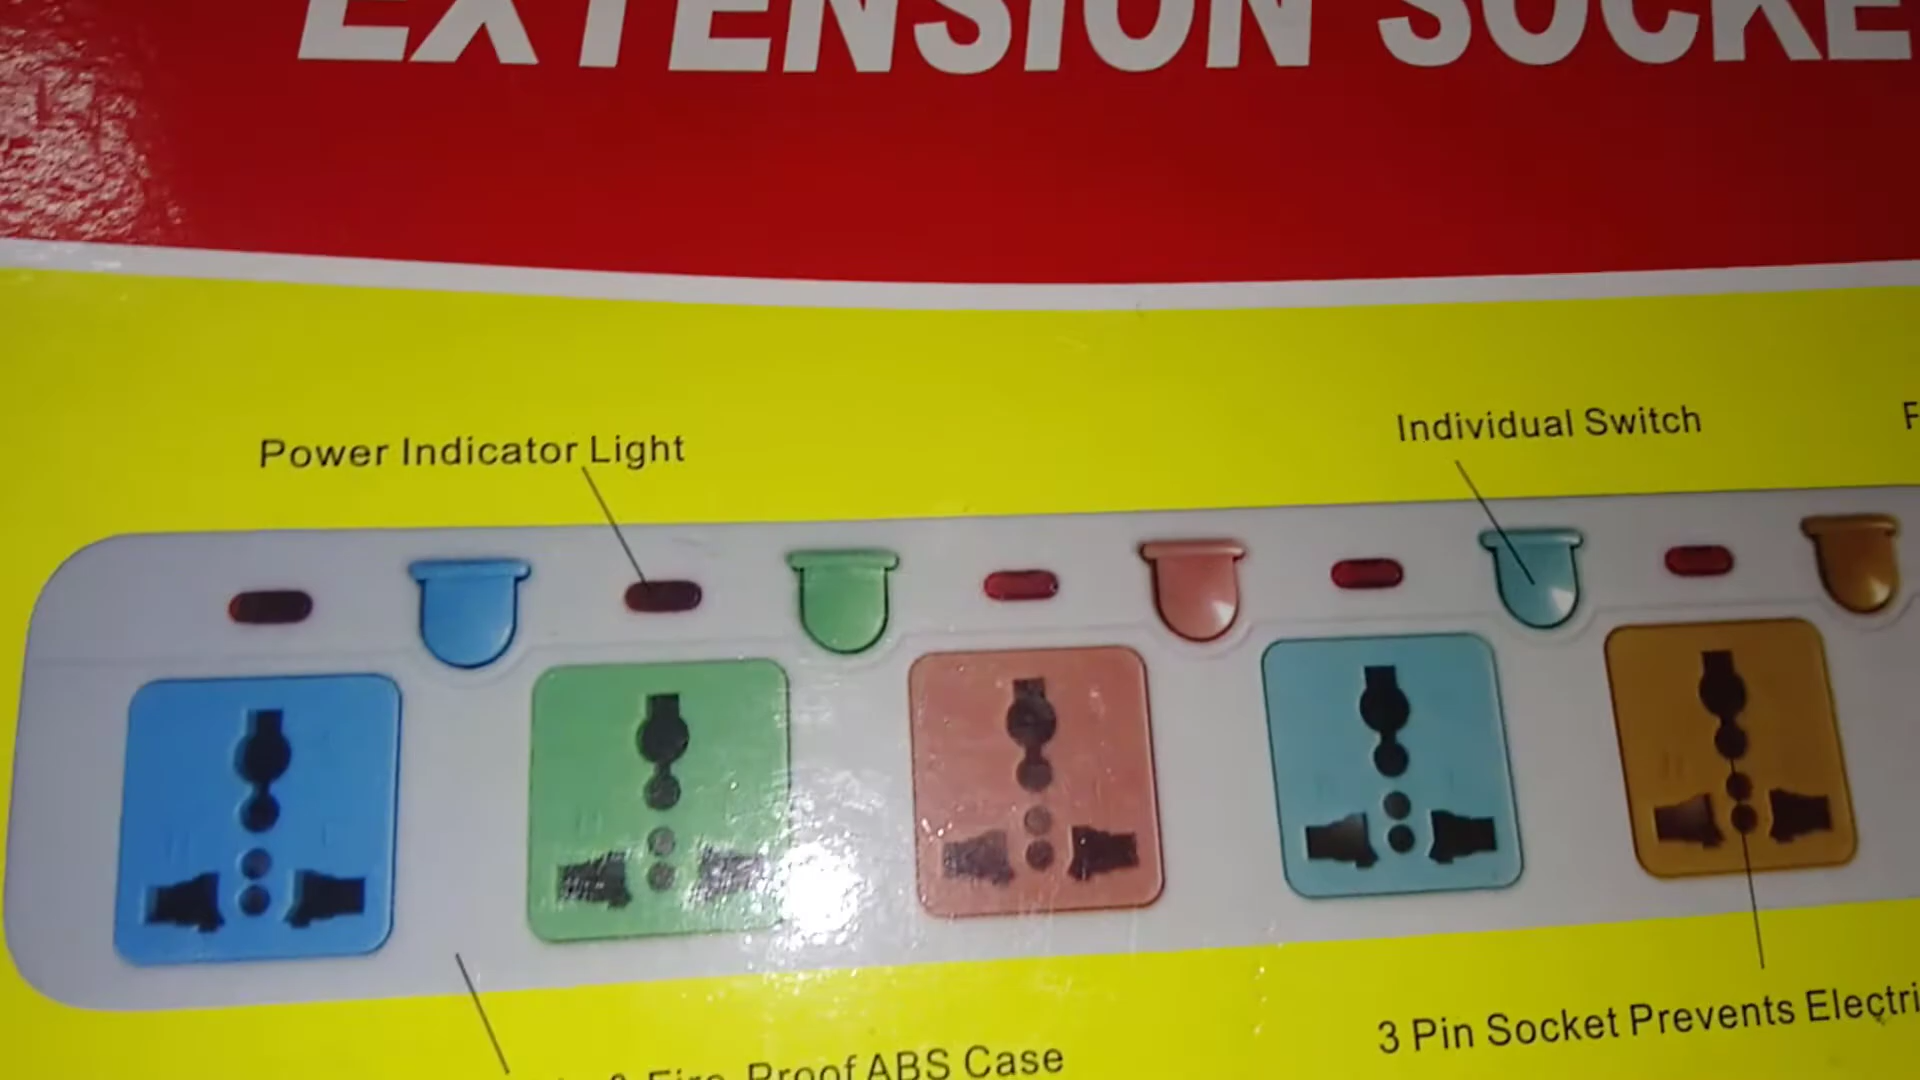 EXTENSION SOCKE
Power Indicator Light
Individual Switch
F
& Fire-Proof ABS Case
3 Pin Socket Prevents Electri